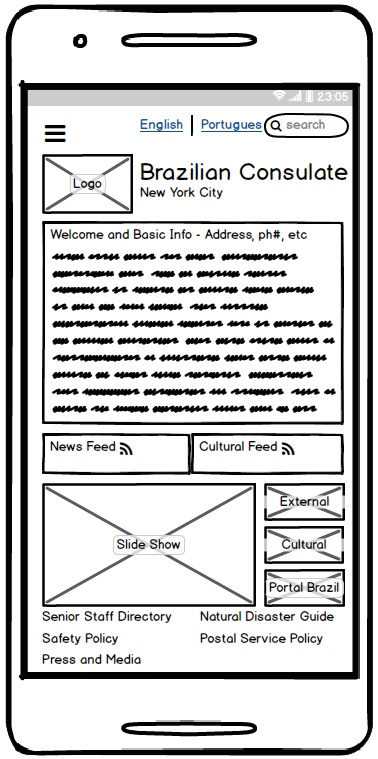 23:05
English | Portugues search
Brazilian Consulate
Logo
New York City
Welcome and Basic Info - Address, ph#, etc
News Feed Cultural Feed
External
Slide Show Cultural
Portal Brazil
Senior Staff Directory Natural Disaster Guide
Safety Policy Postal Service Policy
Press and Media